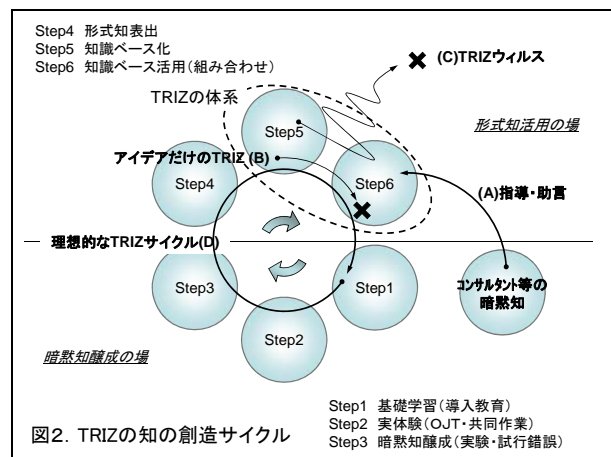 Step4 形式知表出
Step5 知識ベース化
Step6 知識ベース活用(組み合わせ)
(C)TRIZウィルス
TRIZの体系
形式知活用の場
Step5
アイデアだけのTRIZ (B)
Step4
Step6
(A)指導・助言
理想的なTRIZサイクル(D)
Step3
Step1
コンサルタント等の
暗黙知
Step2
暗黙知醸成の場
Step1 基礎学習(導入教育)
Step2 実体験(OJT・共同作業)
Step3 暗黙知醸成(実験・試行錯誤)
図2. TRIZの知の創造サイクル